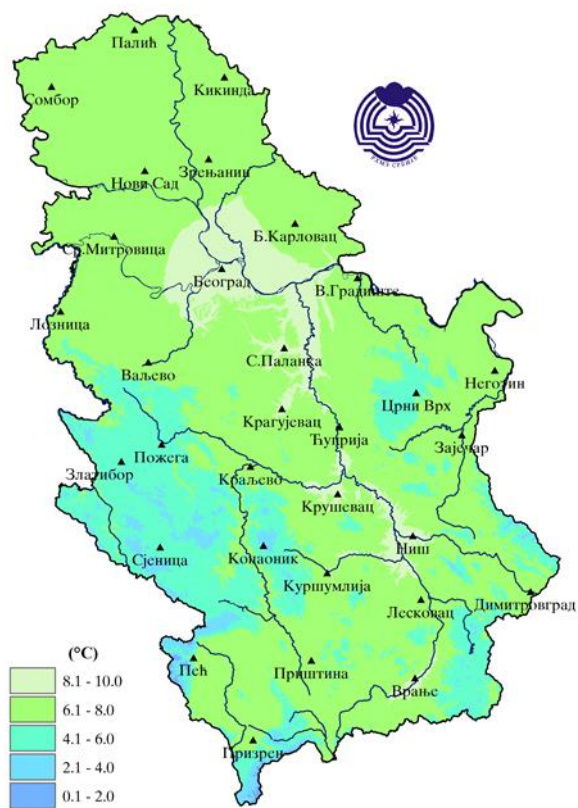 Палић
Кикинда
Сомбор
Зрењанин
Нови Сад
Б.Карловац
Ср.Митровица
Београд
В.Градиште
Лозница
С.Паланка
Ваљево
Неготин
Црни Врх
Крагујевац
Ћуприја
Зајечар
Пожега
Златибор
Краљево
Крушевац
Ниш
Сјеница
Копаоник
Куршумлија
Димитровград
Лесковац
(°C)
8.1 - 10.0
6.1 - 8.0
4.1 - 6.0
2.1 - 4.0
0.1 - 2.0
Пећ
Приштина
Врање
Призрен